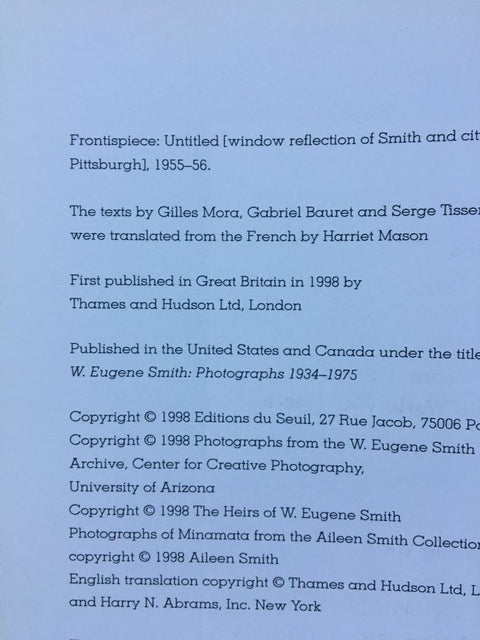 Frontispiece: Untitled [window reflection of Smith and cit
Pittsburgh], 1955–56.
The texts by Gilles Mora, Gabriel Bauret and Serge Tisser
were translated from the French by Harriet Mason
First published in Great Britain in 1998 by
Thames and Hudson Ltd, London
Published in the United States and Canada under the title
W. Eugene Smith: Photographs 1934–1975
Copyright © 1998 Editions du Seuil, 27 Rue Jacob, 75006 Pa
Copyright © 1998 Photographs from the W. Eugene Smith
Archive, Center for Creative Photography,
University of Arizona
Copyright © 1998 The Heirs of W. Eugene Smith
Photographs of Minamata from the Aileen Smith Collection
copyright © 1998 Aileen Smith
English translation copyright © Thames and Hudson Ltd, L
and Harry N. Abrams, Inc. New York